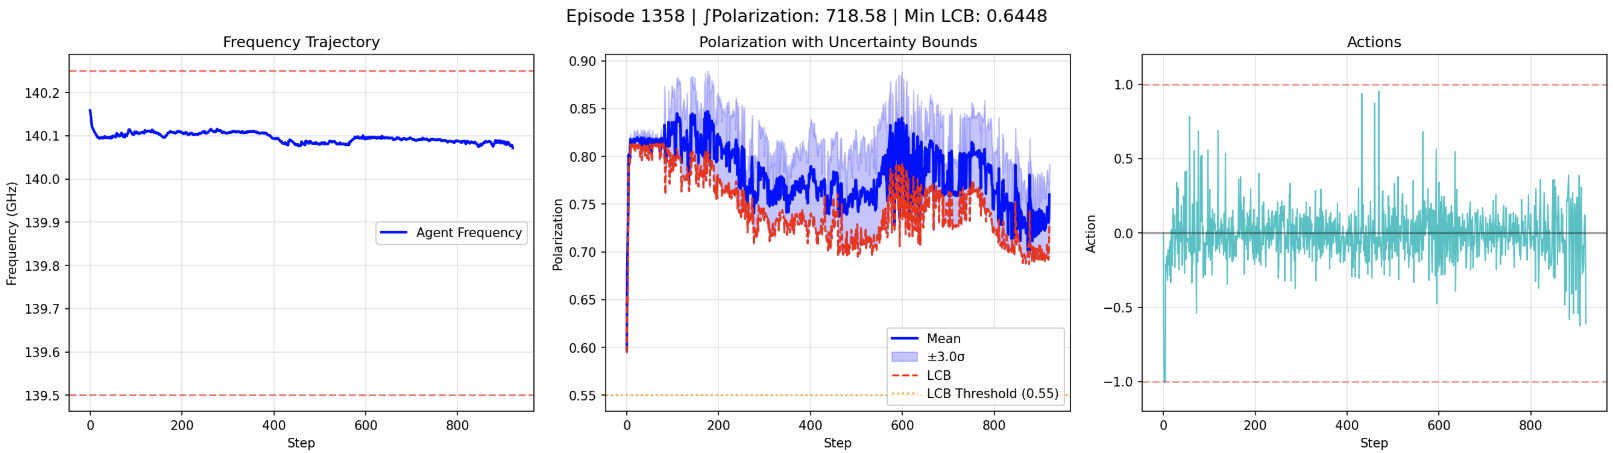 Episode 1358 | ∫Polarization: 718.58 | Min LCB: 0.6448
Frequency Trajectory
Frequency (GHz)
140.2
140.1
140.0
139.9
139.8
139.7
139.6
139.5
Agent Frequency
0
200
400
600
800
Step
Polarization with Uncertainty Bounds
Polarization
0.90
0.85
0.80
0.75
0.70
0.65
0.60
0.55
Mean
±3.0σ
LCB
LCB Threshold (0.55)
0
200
400
600
800
Step
Actions
Action
1.0
0.5
0.0
−0.5
−1.0
0
200
400
600
800
Step